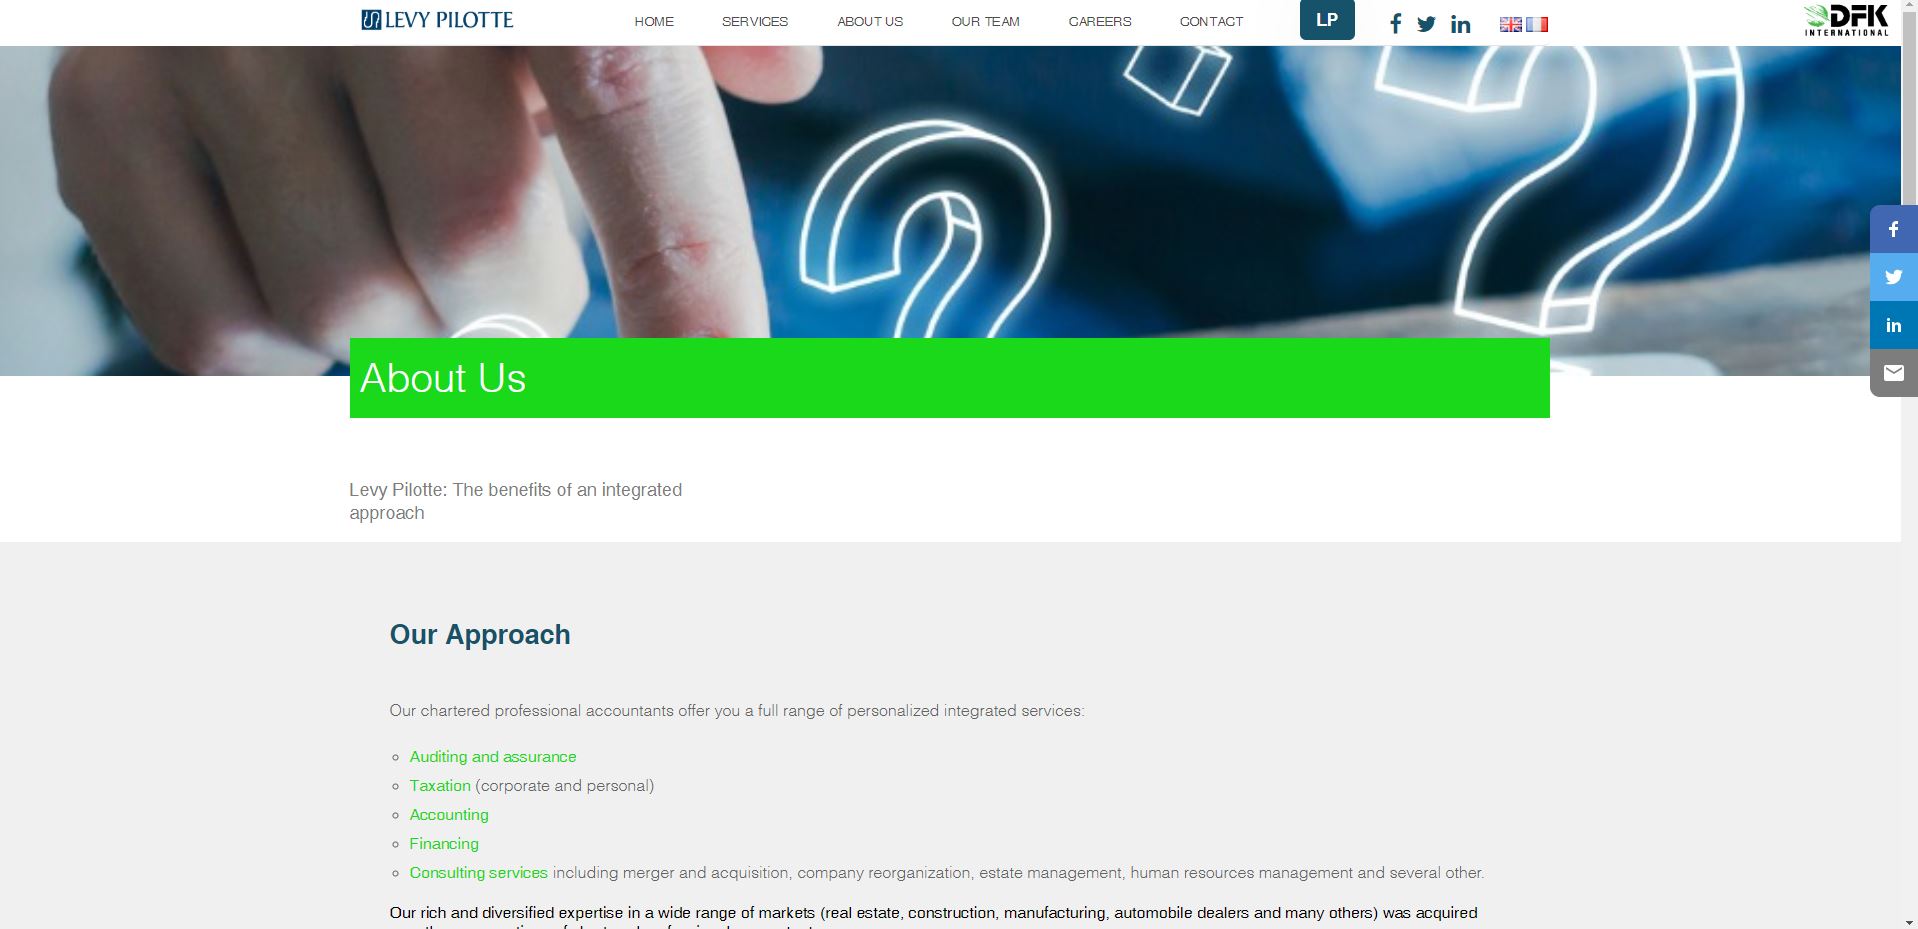 LEVY PILOTTE
HOME SERVICES ABOUT US OUR TEAM CAREERS CONTACT LP
DFK
INTERNATIONAL
About Us
Levy Pilotte: The benefits of an integrated
approach
Our Approach
Our chartered professional accountants offer you a full range of personalized integrated services:
Auditing and assurance
Taxation (corporate and personal)
Accounting
Financing
Consulting services including merger and acquisition, company reorganization, estate management, human resources management and several other.
Our rich and diversified expertise in a wide range of markets (real estate, construction, manufacturing, automobile dealers and many others) was acquired